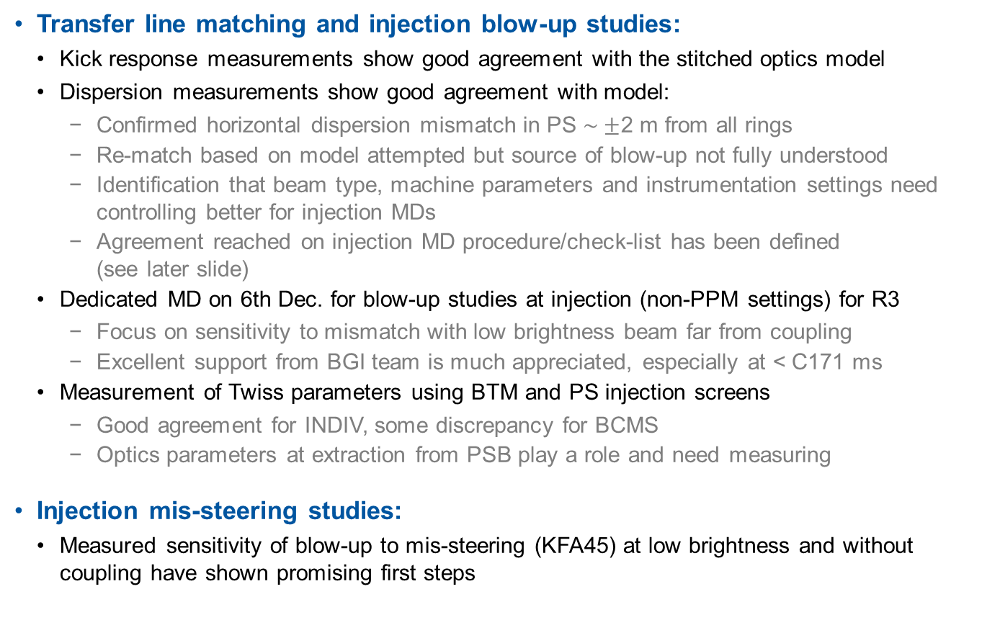 • Transfer line matching and injection blow-up studies:
• Kick response measurements show good agreement with the stitched optics model
• Dispersion measurements show good agreement with model:
− Confirmed horizontal dispersion mismatch in PS ~ ±2 m from all rings
− Re-match based on model attempted but source of blow-up not fully understood
− Identification that beam type, machine parameters and instrumentation settings need
controlling better for injection MDs
− Agreement reached on injection MD procedure/check-list has been defined
(see later slide)
• Dedicated MD on 6th Dec. for blow-up studies at injection (non-PPM settings) for R3
− Focus on sensitivity to mismatch with low brightness beam far from coupling
− Excellent support from BGI team is much appreciated, especially at < C171 ms
• Measurement of Twiss parameters using BTM and PS injection screens
− Good agreement for INDIV, some discrepancy for BCMS
− Optics parameters at extraction from PSB play a role and need measuring
• Injection mis-steering studies:
• Measured sensitivity of blow-up to mis-steering (KFA45) at low brightness and without
coupling have shown promising first steps